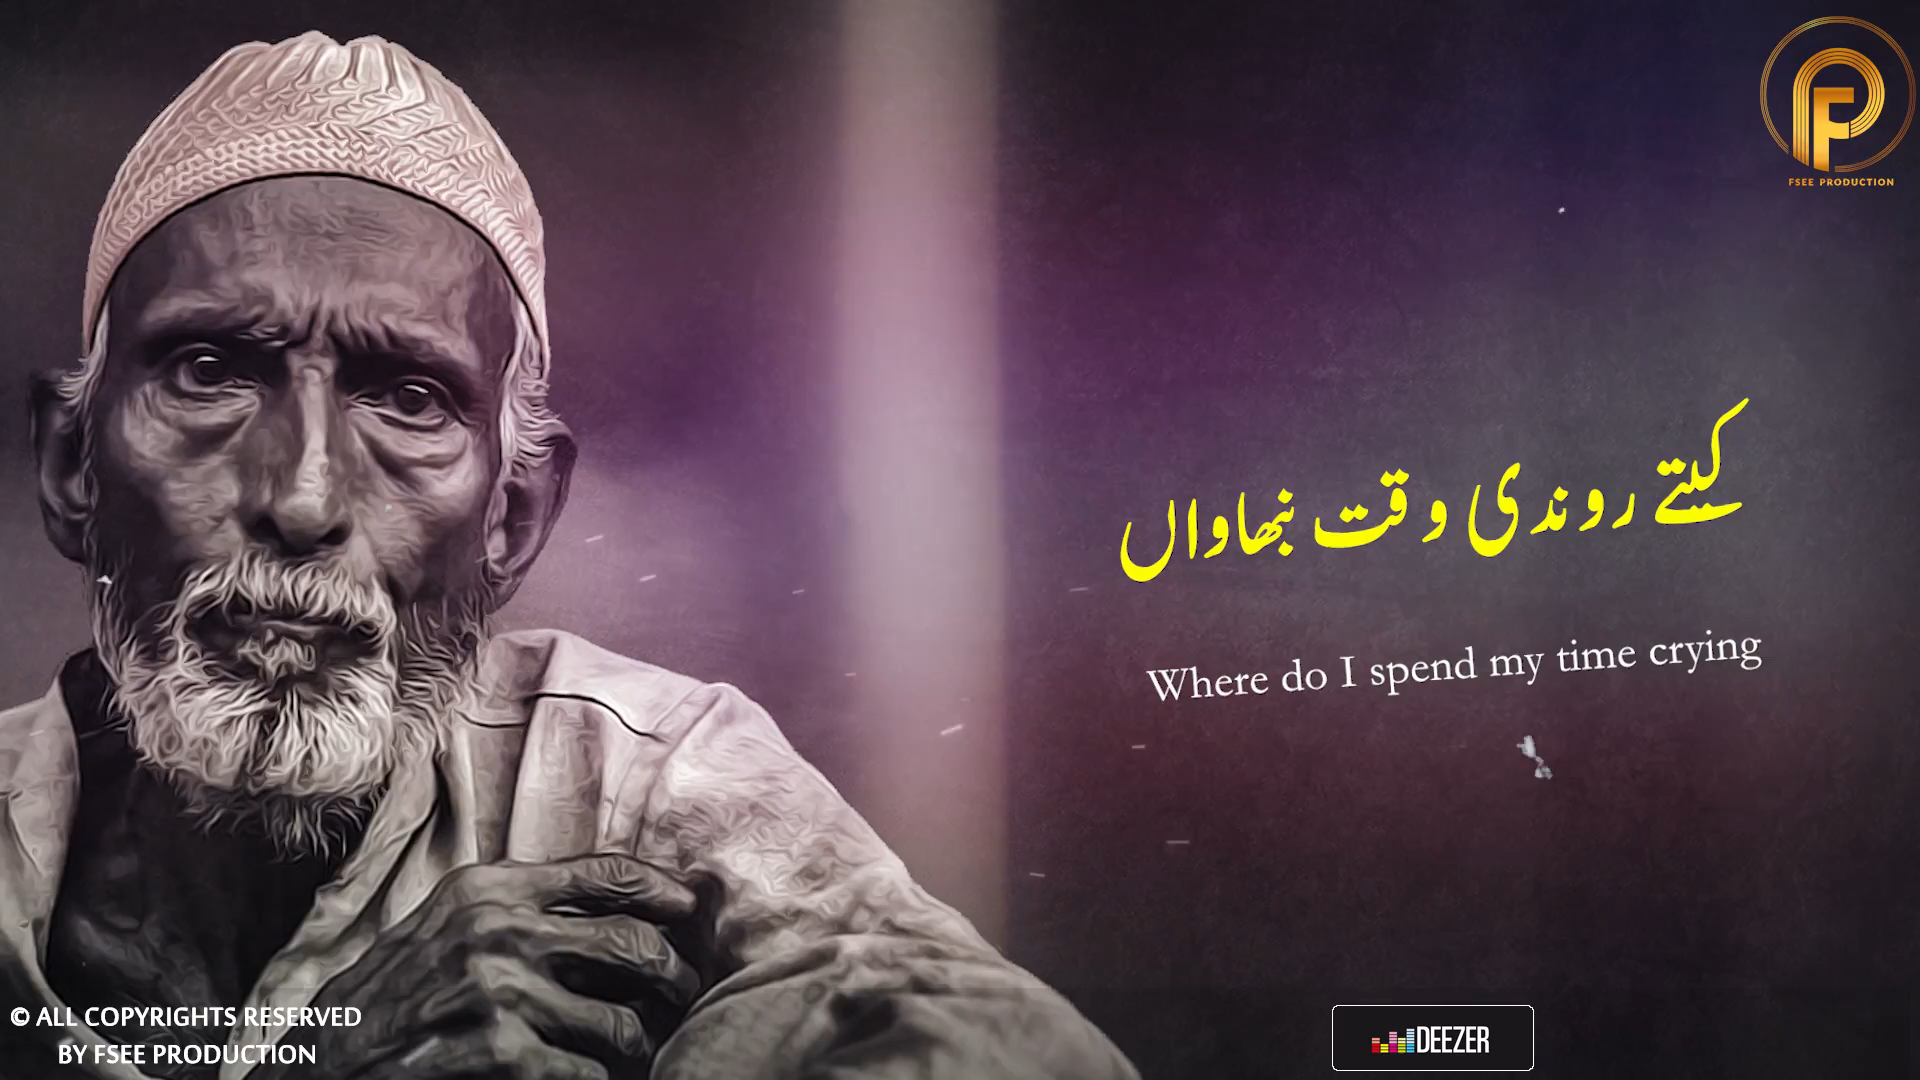 FSEE PRODUCTION
کیتے روندی وقت نبھاواں
Where do I spend my time crying
© ALL COPYRIGHTS RESERVED
BY FSEE PRODUCTION
DEEZER